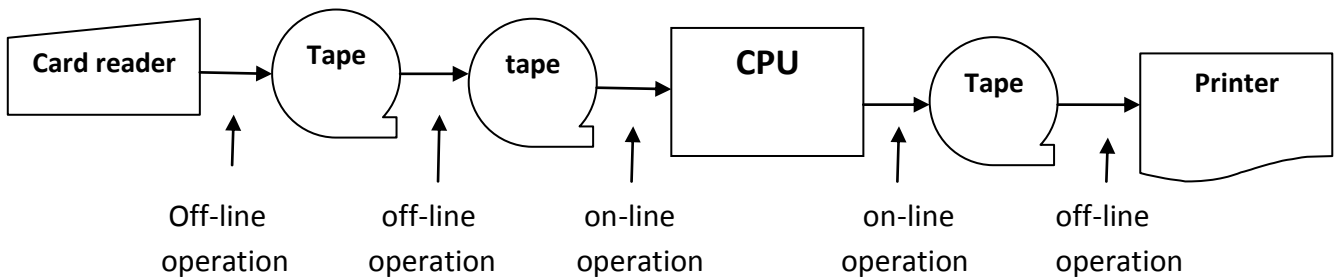 Card reader
Tape
tape
CPU
Tape
Printer
Off-line
operation
off-line
operation
on-line
operation
on-line
operation
off-line
operation